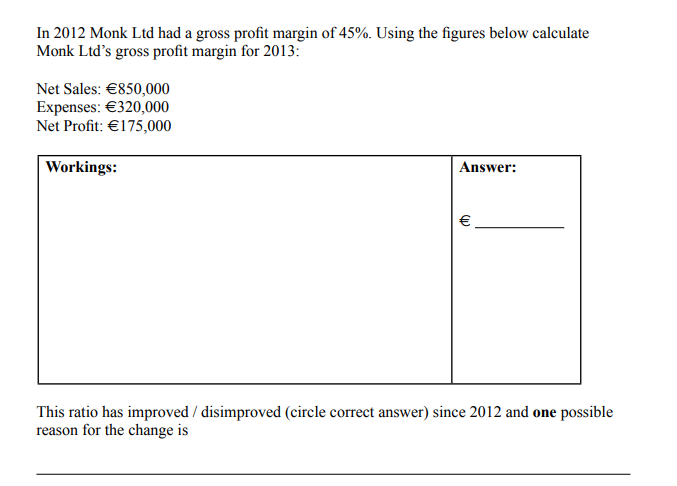 In 2012 Monk Ltd had a gross profit margin of 45%. Using the figures below calculate
Monk Ltd’s gross profit margin for 2013:
Net Sales: €850,000
Expenses: €320,000
Net Profit: €175,000
Workings:
Answer:
€ __________
This ratio has improved / disimproved (circle correct answer) since 2012 and one possible
reason for the change is